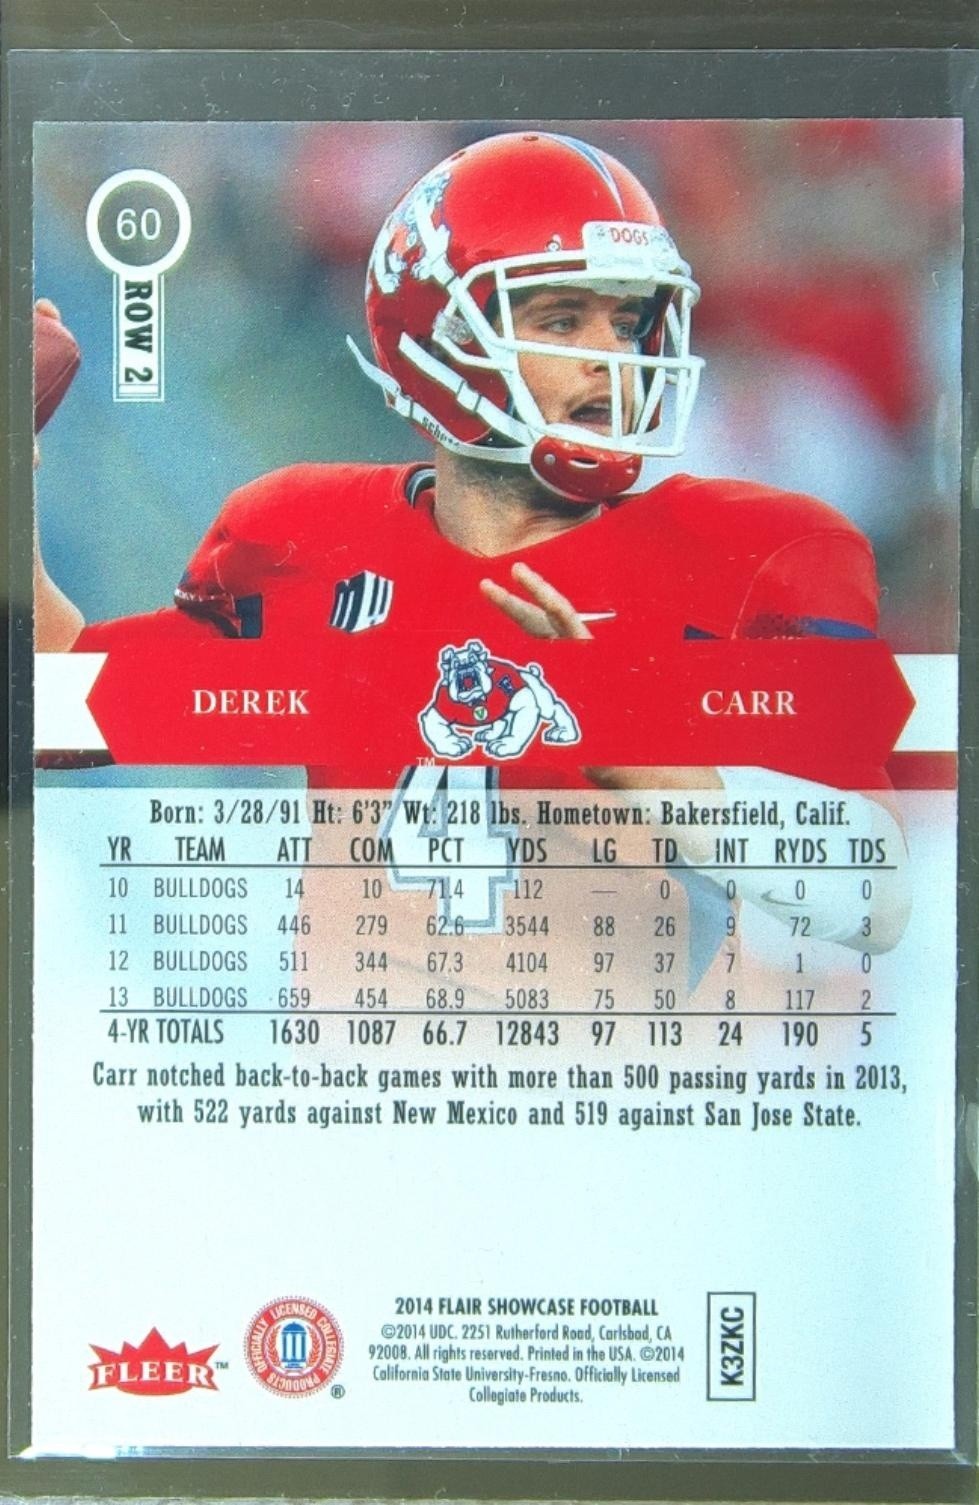 60
ROW 2
DOGS
schutt
MW
DEREK CARR
TM
4
Born: 3/28/91 Ht: 6'3" Wt: 218 lbs. Hometown: Bakersfield, Calif.
YR TEAM ATT COM PCT YDS LG TD INT RYDS TDS
10 BULLDOGS 14 10 71.4 112 — 0 0 0 0
11 BULLDOGS 446 279 62.6 3544 88 26 9 72 3
12 BULLDOGS 511 344 67.3 4104 97 37 7 1 0
13 BULLDOGS 659 454 68.9 5083 75 50 8 117 2
4-YR TOTALS 1630 1087 66.7 12843 97 113 24 190 5
Carr notched back-to-back games with more than 500 passing yards in 2013,
with 522 yards against New Mexico and 519 against San Jose State.
FLEER™
OFFICIALLY LICENSED COLLEGIATE PRODUCTS ®
2014 FLAIR SHOWCASE FOOTBALL
©2014 UDC. 2251 Rutherford Road, Carlsbad, CA
92008. All rights reserved. Printed in the USA. ©2014
California State University-Fresno. Officially Licensed
Collegiate Products.
K3ZKC